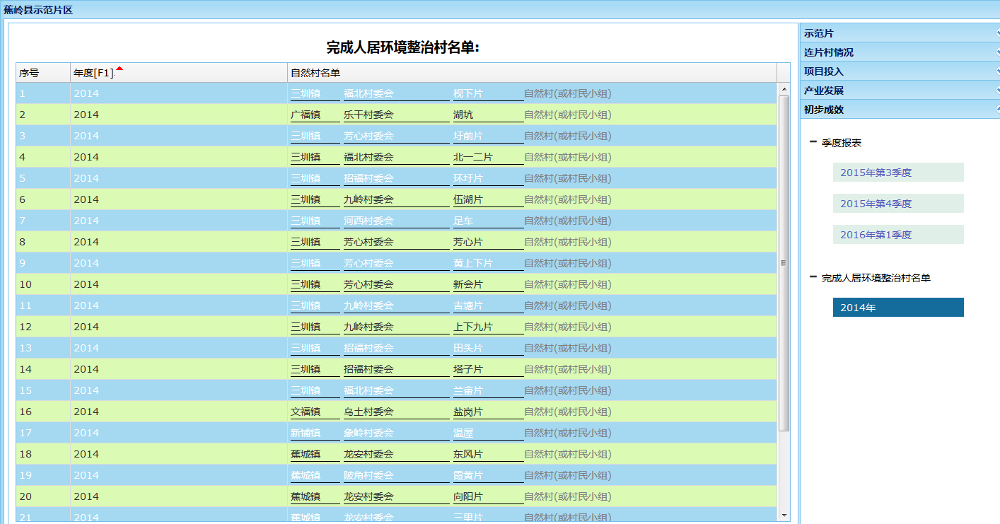 蕉岭县示范片区
完成人居环境整治村名单:
序号 年度[F1] 自然村名单
1 2014 三圳镇 福北村委会 枧下片 自然村(或村民小组)
2 2014 广福镇 乐干村委会 湖坑 自然村(或村民小组)
3 2014 三圳镇 芳心村委会 圩前片 自然村(或村民小组)
4 2014 三圳镇 福北村委会 北一二片 自然村(或村民小组)
5 2014 三圳镇 招福村委会 环圩片 自然村(或村民小组)
6 2014 三圳镇 九岭村委会 伍湖片 自然村(或村民小组)
7 2014 三圳镇 河西村委会 足车 自然村(或村民小组)
8 2014 三圳镇 芳心村委会 芳心片 自然村(或村民小组)
9 2014 三圳镇 芳心村委会 黄上下片 自然村(或村民小组)
10 2014 三圳镇 芳心村委会 新会片 自然村(或村民小组)
11 2014 三圳镇 九岭村委会 吉塘片 自然村(或村民小组)
12 2014 三圳镇 九岭村委会 上下九片 自然村(或村民小组)
13 2014 三圳镇 招福村委会 田头片 自然村(或村民小组)
14 2014 三圳镇 招福村委会 塔子片 自然村(或村民小组)
15 2014 三圳镇 福北村委会 兰畲片 自然村(或村民小组)
16 2014 文福镇 乌土村委会 盐岗片 自然村(或村民小组)
17 2014 新铺镇 象岭村委会 温屋 自然村(或村民小组)
18 2014 蕉城镇 龙安村委会 东风片 自然村(或村民小组)
19 2014 蕉城镇 陂角村委会 霞黄片 自然村(或村民小组)
20 2014 蕉城镇 龙安村委会 向阳片 自然村(或村民小组)
21 2014 蕉城镇 龙安村委会 三里片 自然村(或村民小组)
示范片
连片村情况
项目投入
产业发展
初步成效
季度报表
2015年第3季度
2015年第4季度
2016年第1季度
完成人居环境整治村名单
2014年